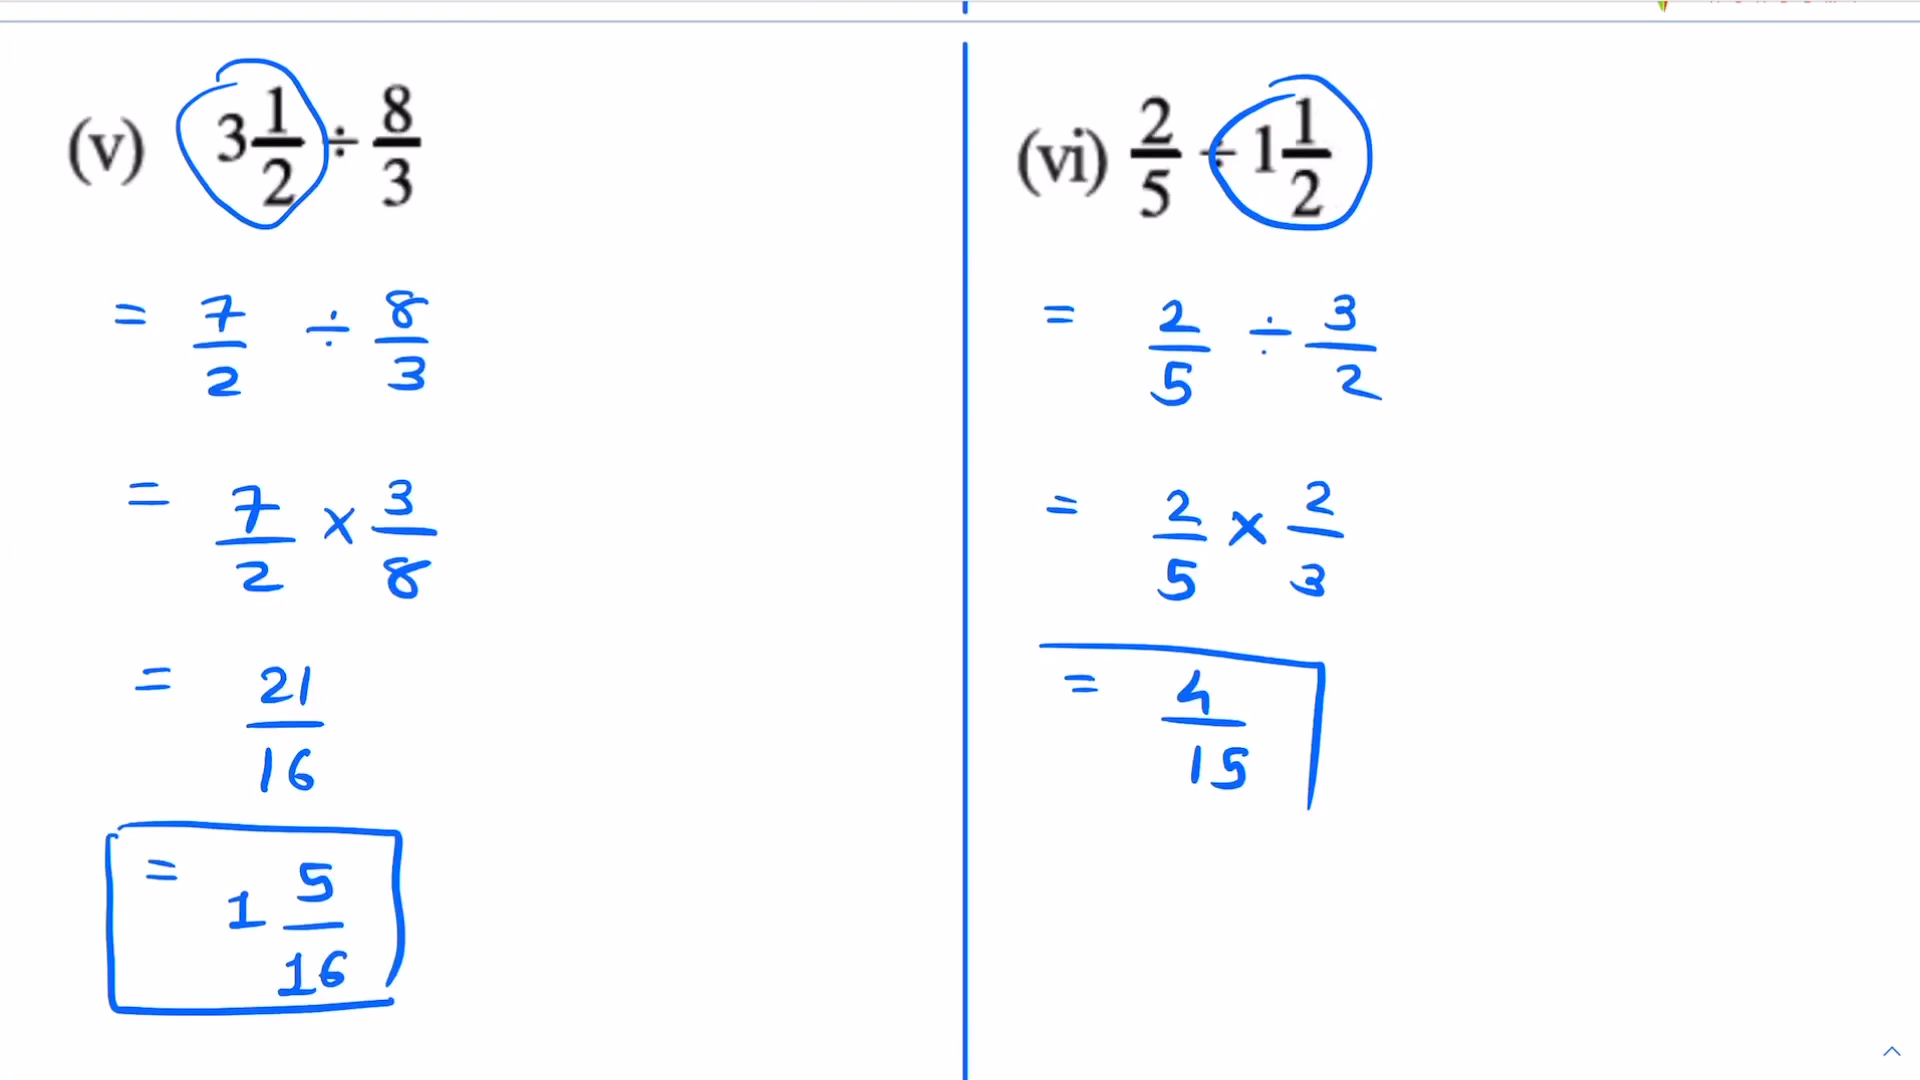 (v) 3 1/2 ÷ 8/3
= 7/2 ÷ 8/3
= 7/2 x 3/8
= 21/16
= 1 5/16
(vi) 2/5 ÷ 1 1/2
= 2/5 ÷ 3/2
= 2/5 x 2/3
= 4/15